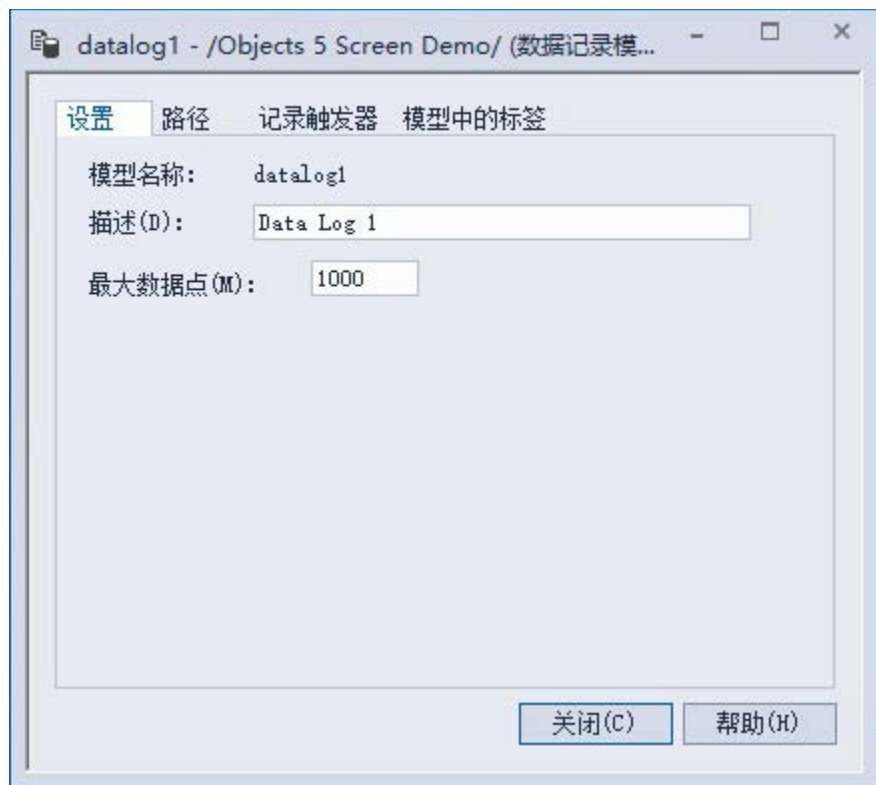 datalog1 - /Objects 5 Screen Demo/ (数据记录模...
设置 路径 记录触发器 模型中的标签
模型名称: datalog1
描述(D): Data Log 1
最大数据点(M): 1000
关闭(C) 帮助(H)